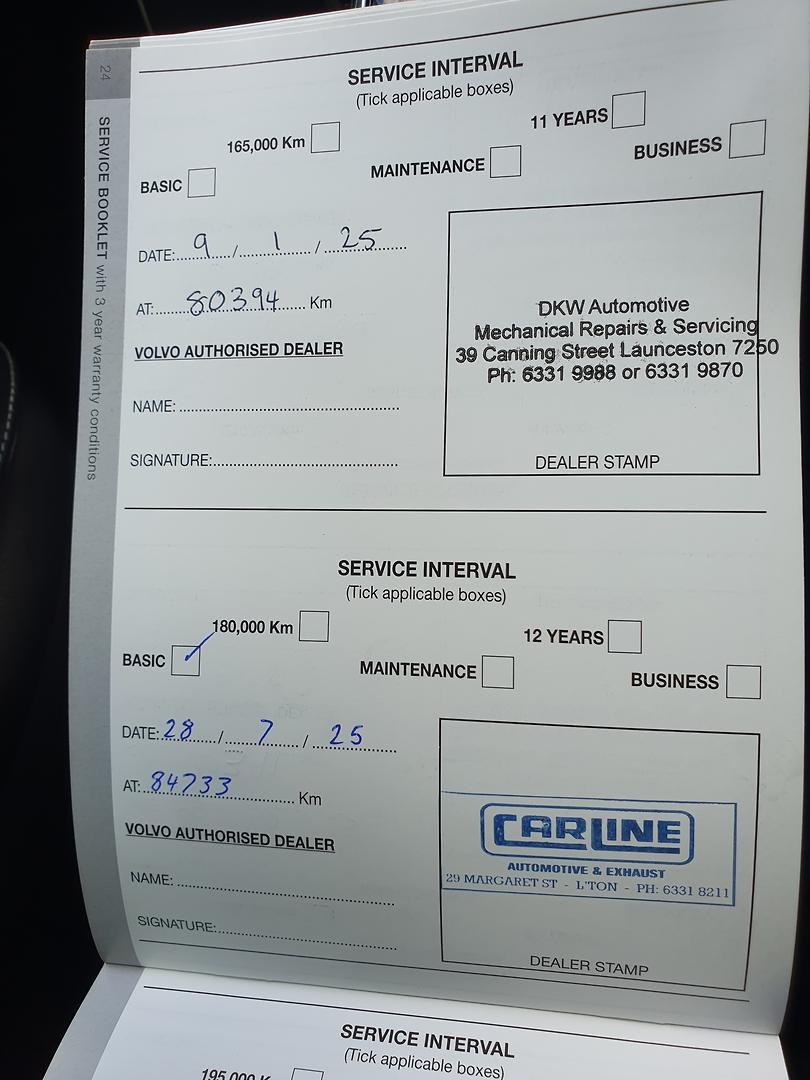 24
SERVICE BOOKLET with 3 year warranty conditions
SERVICE INTERVAL
(Tick applicable boxes)
165,000 Km
11 YEARS
BASIC
MAINTENANCE
BUSINESS
DATE: 9 / 1 / 25
AT: 80394 Km
VOLVO AUTHORISED DEALER
NAME:
SIGNATURE:
DKW Automotive
Mechanical Repairs & Servicing
39 Canning Street Launceston 7250
Ph: 6331 9988 or 6331 9870
DEALER STAMP
SERVICE INTERVAL
(Tick applicable boxes)
180,000 Km
12 YEARS
BASIC
MAINTENANCE
BUSINESS
DATE: 28 / 7 / 25
AT: 84733 Km
VOLVO AUTHORISED DEALER
NAME:
SIGNATURE:
CARLINE
AUTOMOTIVE & EXHAUST
29 MARGARET ST - L'TON - PH: 6331 8211
DEALER STAMP
SERVICE INTERVAL
(Tick applicable boxes)
195,000